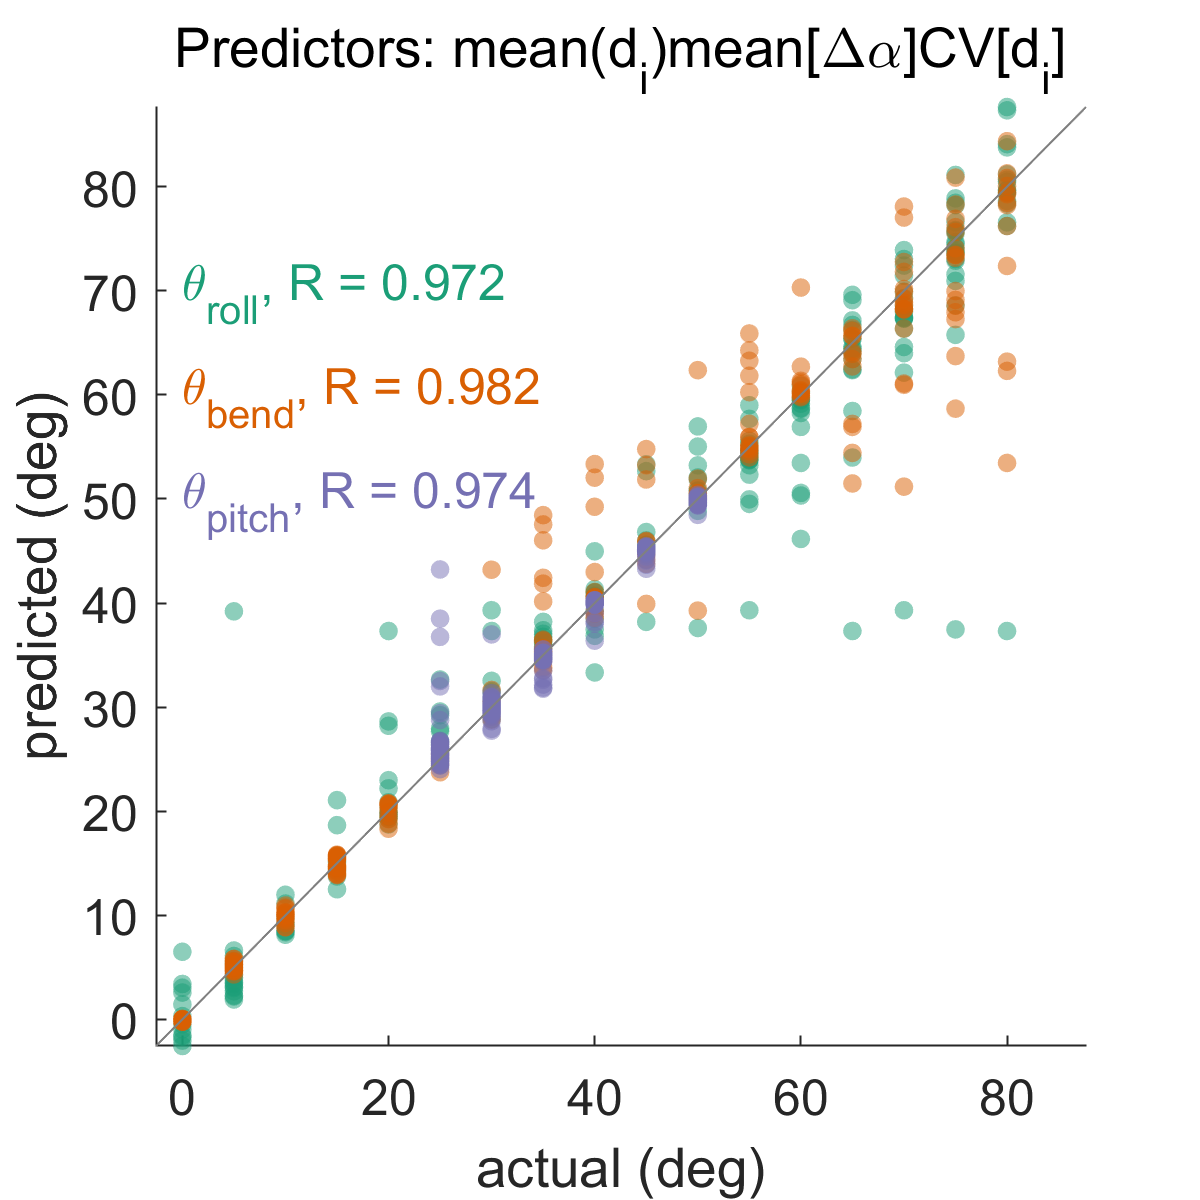 Predictors: mean(d_i)mean[Δα]CV[d_i]
θ_roll, R = 0.972
θ_bend, R = 0.982
θ_pitch, R = 0.974
predicted (deg)
80
70
60
50
40
30
20
10
0
0 20 40 60 80
actual (deg)